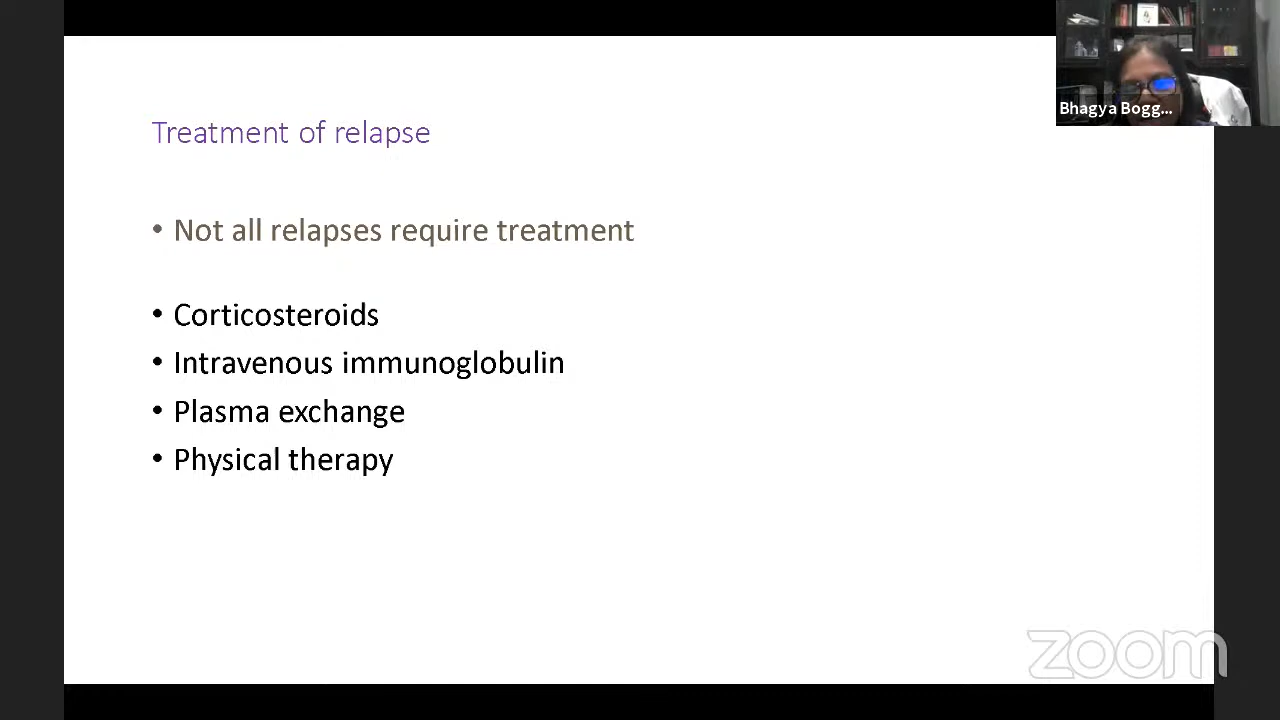 Bhagya Bogg...
Treatment of relapse
• Not all relapses require treatment
• Corticosteroids
• Intravenous immunoglobulin
• Plasma exchange
• Physical therapy
zoom